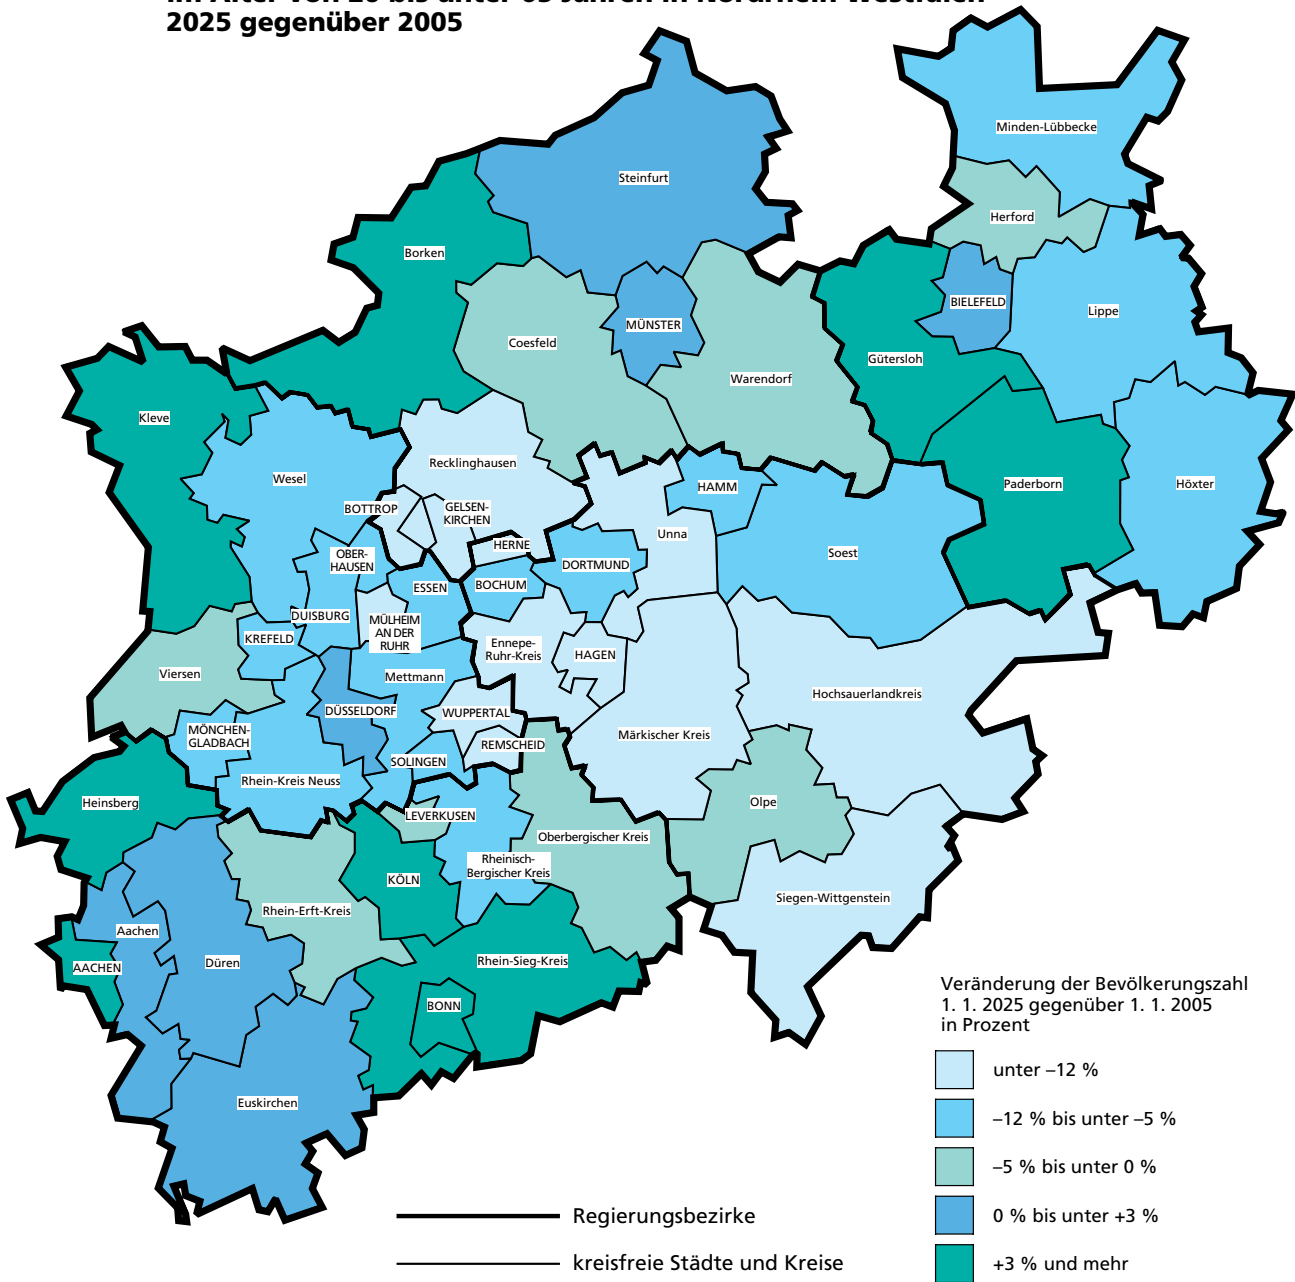 2025 gegenüber 2005
Minden-Lübbecke
Steinfurt
Herford
Borken
BIELEFELD
Lippe
MÜNSTER
Coesfeld
Gütersloh
Warendorf
Kleve
Recklinghausen
Wesel
HAMM
Paderborn
Höxter
BOTTROP
GELSEN-
KIRCHEN
Unna
HERNE
Soest
OBER-
HAUSEN
DORTMUND
ESSEN
BOCHUM
DUISBURG
MÜLHEIM
AN DER
RUHR
KREFELD
Ennepe-
Ruhr-Kreis
HAGEN
Viersen
Mettmann
Hochsauerlandkreis
DÜSSELDORF
WUPPERTAL
MÖNCHEN-
GLADBACH
Märkischer Kreis
REMSCHEID
SOLINGEN
Rhein-Kreis Neuss
Heinsberg
Olpe
LEVERKUSEN
Oberbergischer Kreis
Rheinisch-
Bergischer Kreis
KÖLN
Siegen-Wittgenstein
Rhein-Erft-Kreis
Aachen
Düren
Rhein-Sieg-Kreis
AACHEN
BONN
Euskirchen
Veränderung der Bevölkerungszahl
1. 1. 2025 gegenüber 1. 1. 2005
in Prozent
unter –12 %
–12 % bis unter –5 %
–5 % bis unter 0 %
0 % bis unter +3 %
+3 % und mehr
Regierungsbezirke
kreisfreie Städte und Kreise